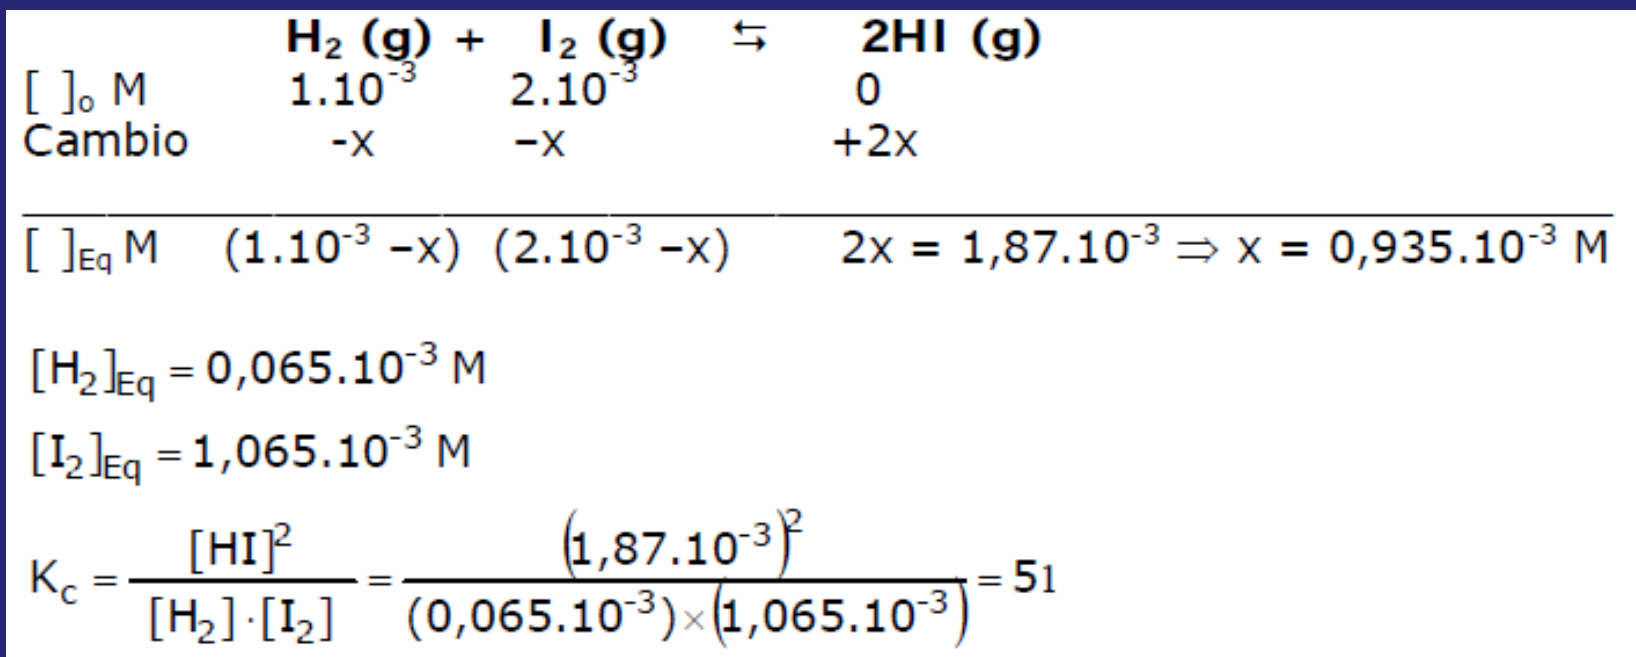 H₂ (g) + I₂ (g) ⇆ 2HI (g)
[ ]₀ M 1.10⁻³ 2.10⁻³ 0
Cambio -x –x +2x
[ ]Eq M (1.10⁻³ –x) (2.10⁻³ –x) 2x = 1,87.10⁻³ ⇒ x = 0,935.10⁻³ M
[H₂]Eq = 0,065.10⁻³ M
[I₂]Eq = 1,065.10⁻³ M
Kc = [HI]² / [H₂]·[I₂] = (1,87.10⁻³)² / (0,065.10⁻³)×(1,065.10⁻³) = 51